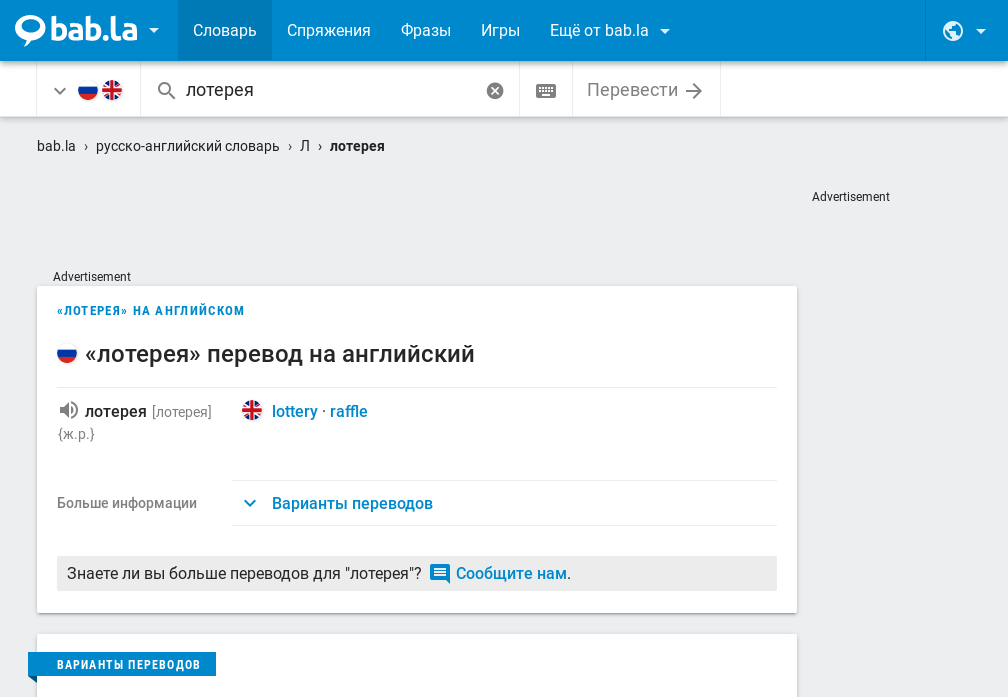 bab.la Словарь Спряжения Фразы Игры Ещё от bab.la
лотерея Перевести
bab.la › русско-английский словарь › Л › лотерея
Advertisement
Advertisement
«ЛОТЕРЕЯ» НА АНГЛИЙСКОМ
«лотерея» перевод на английский
лотерея [лотерея] lottery · raffle
{ж.р.}
Больше информации Варианты переводов
Знаете ли вы больше переводов для "лотерея"? Сообщите нам.
ВАРИАНТЫ ПЕРЕВОДОВ